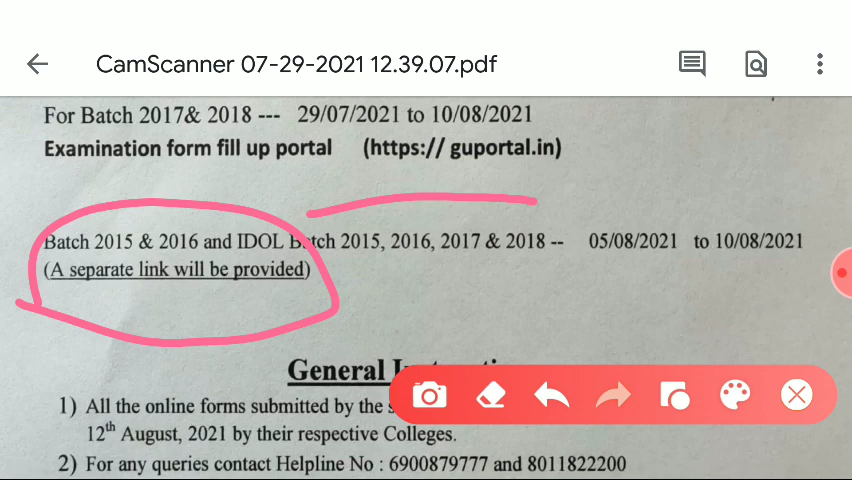 CamScanner 07-29-2021 12.39.07.pdf
For Batch 2017& 2018 --- 29/07/2021 to 10/08/2021
Examination form fill up portal (https:// guportal.in)
Batch 2015 & 2016 and IDOL Batch 2015, 2016, 2017 & 2018 -- 05/08/2021 to 10/08/2021
(A separate link will be provided)
General
1) All the online forms submitted by the
12th August, 2021 by their respective Colleges.
2) For any queries contact Helpline No : 6900879777 and 8011822200